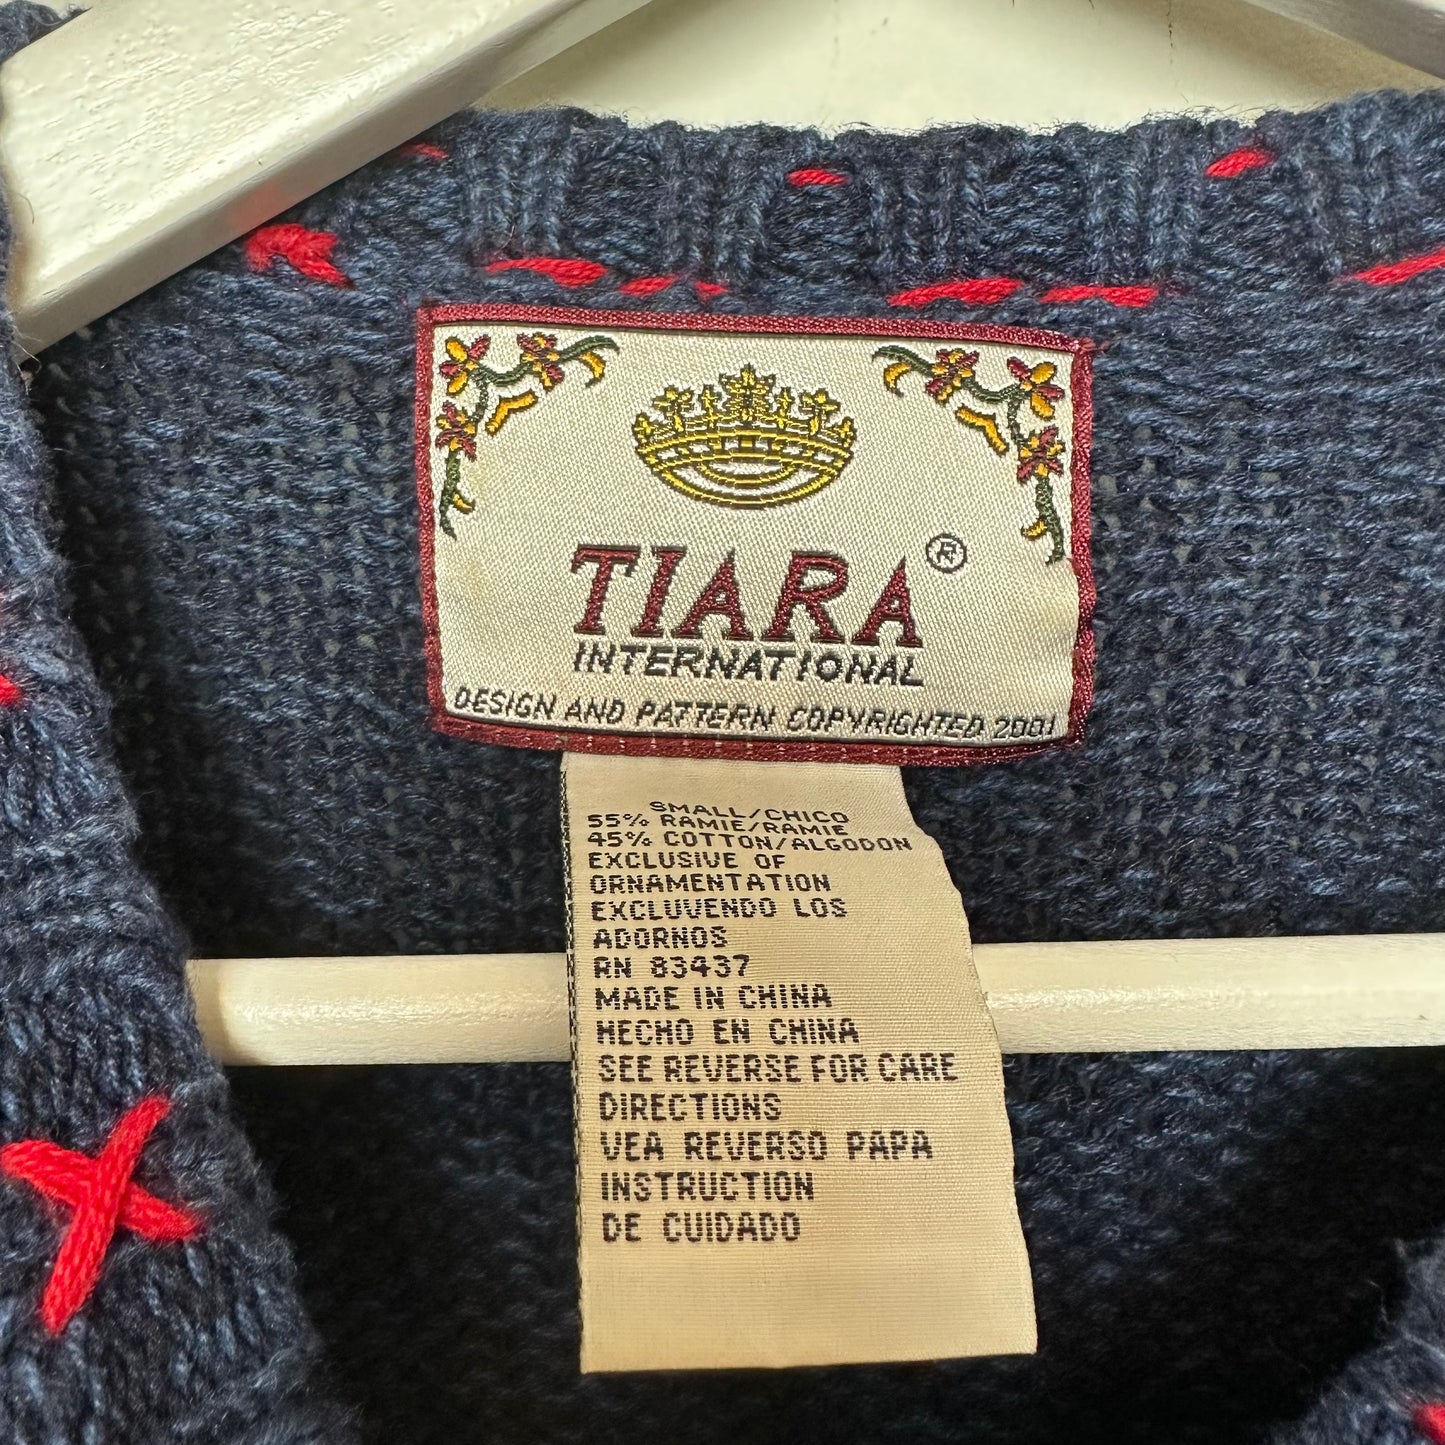 TIARA ®
INTERNATIONAL
DESIGN AND PATTERN COPYRIGHTED 2001
SMALL/CHICO
55% RAMIE/RAMIE
45% COTTON/ALGODON
EXCLUSIVE OF
ORNAMENTATION
EXCLUVENDO LOS
ADORNOS
RN 83437
MADE IN CHINA
HECHO EN CHINA
SEE REVERSE FOR CARE
DIRECTIONS
VEA REVERSO PAPA
INSTRUCTION
DE CUIDADO